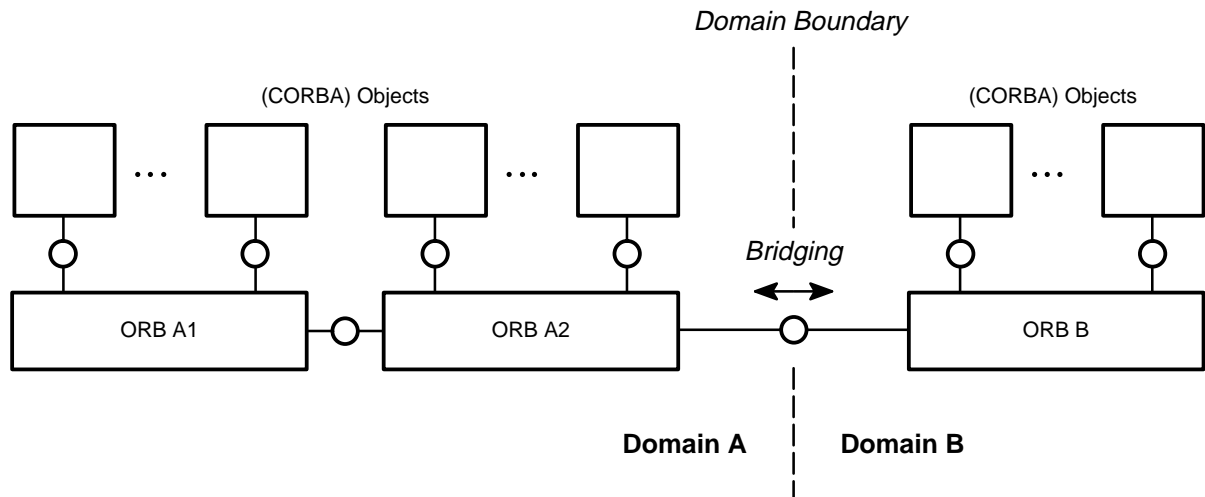 Domain Boundary
(CORBA) Objects
(CORBA) Objects
...
...
...
Bridging
ORB A1
ORB A2
ORB B
Domain A
Domain B